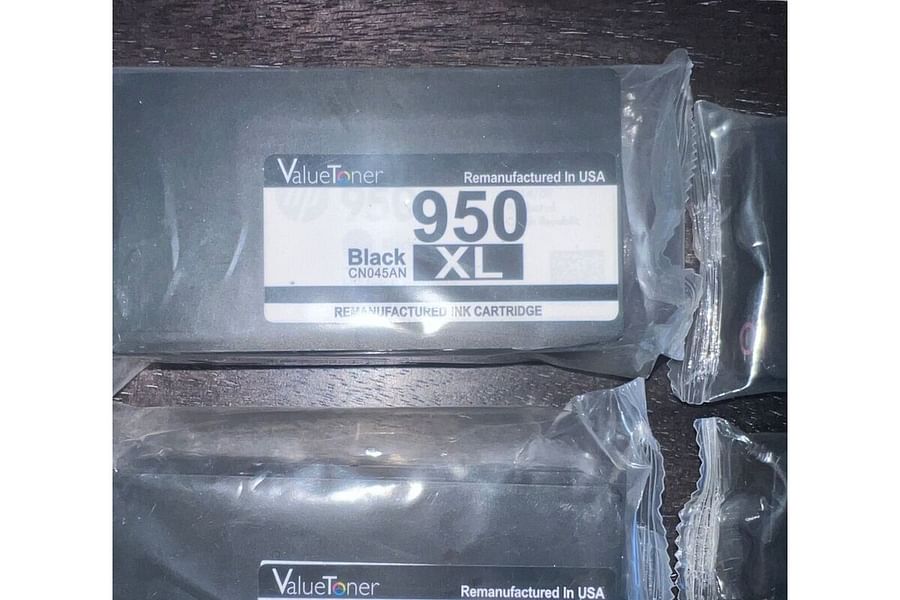 ValueToner
Remanufactured In USA
950
Black
XL
CN045AN
REMANUFACTURED INK CARTRIDGE
ValueToner
Remanufactured In USA